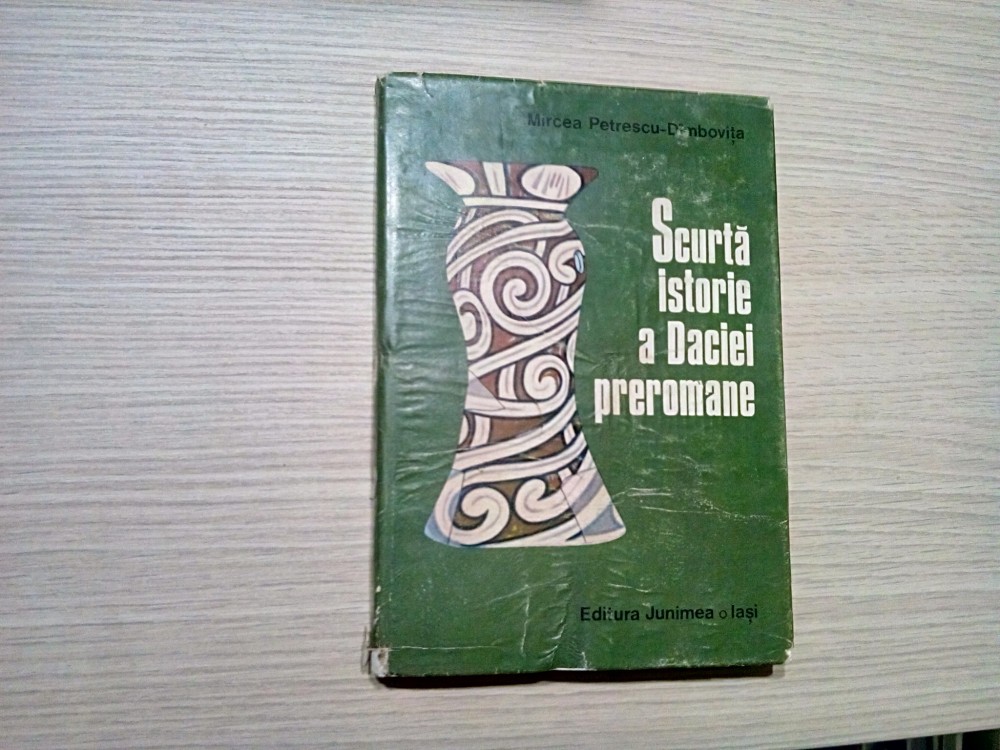 Mircea Petrescu-Dîmbovița
Scurtă
istorie
a Daciei
preromane
Editura Junimea o Iași